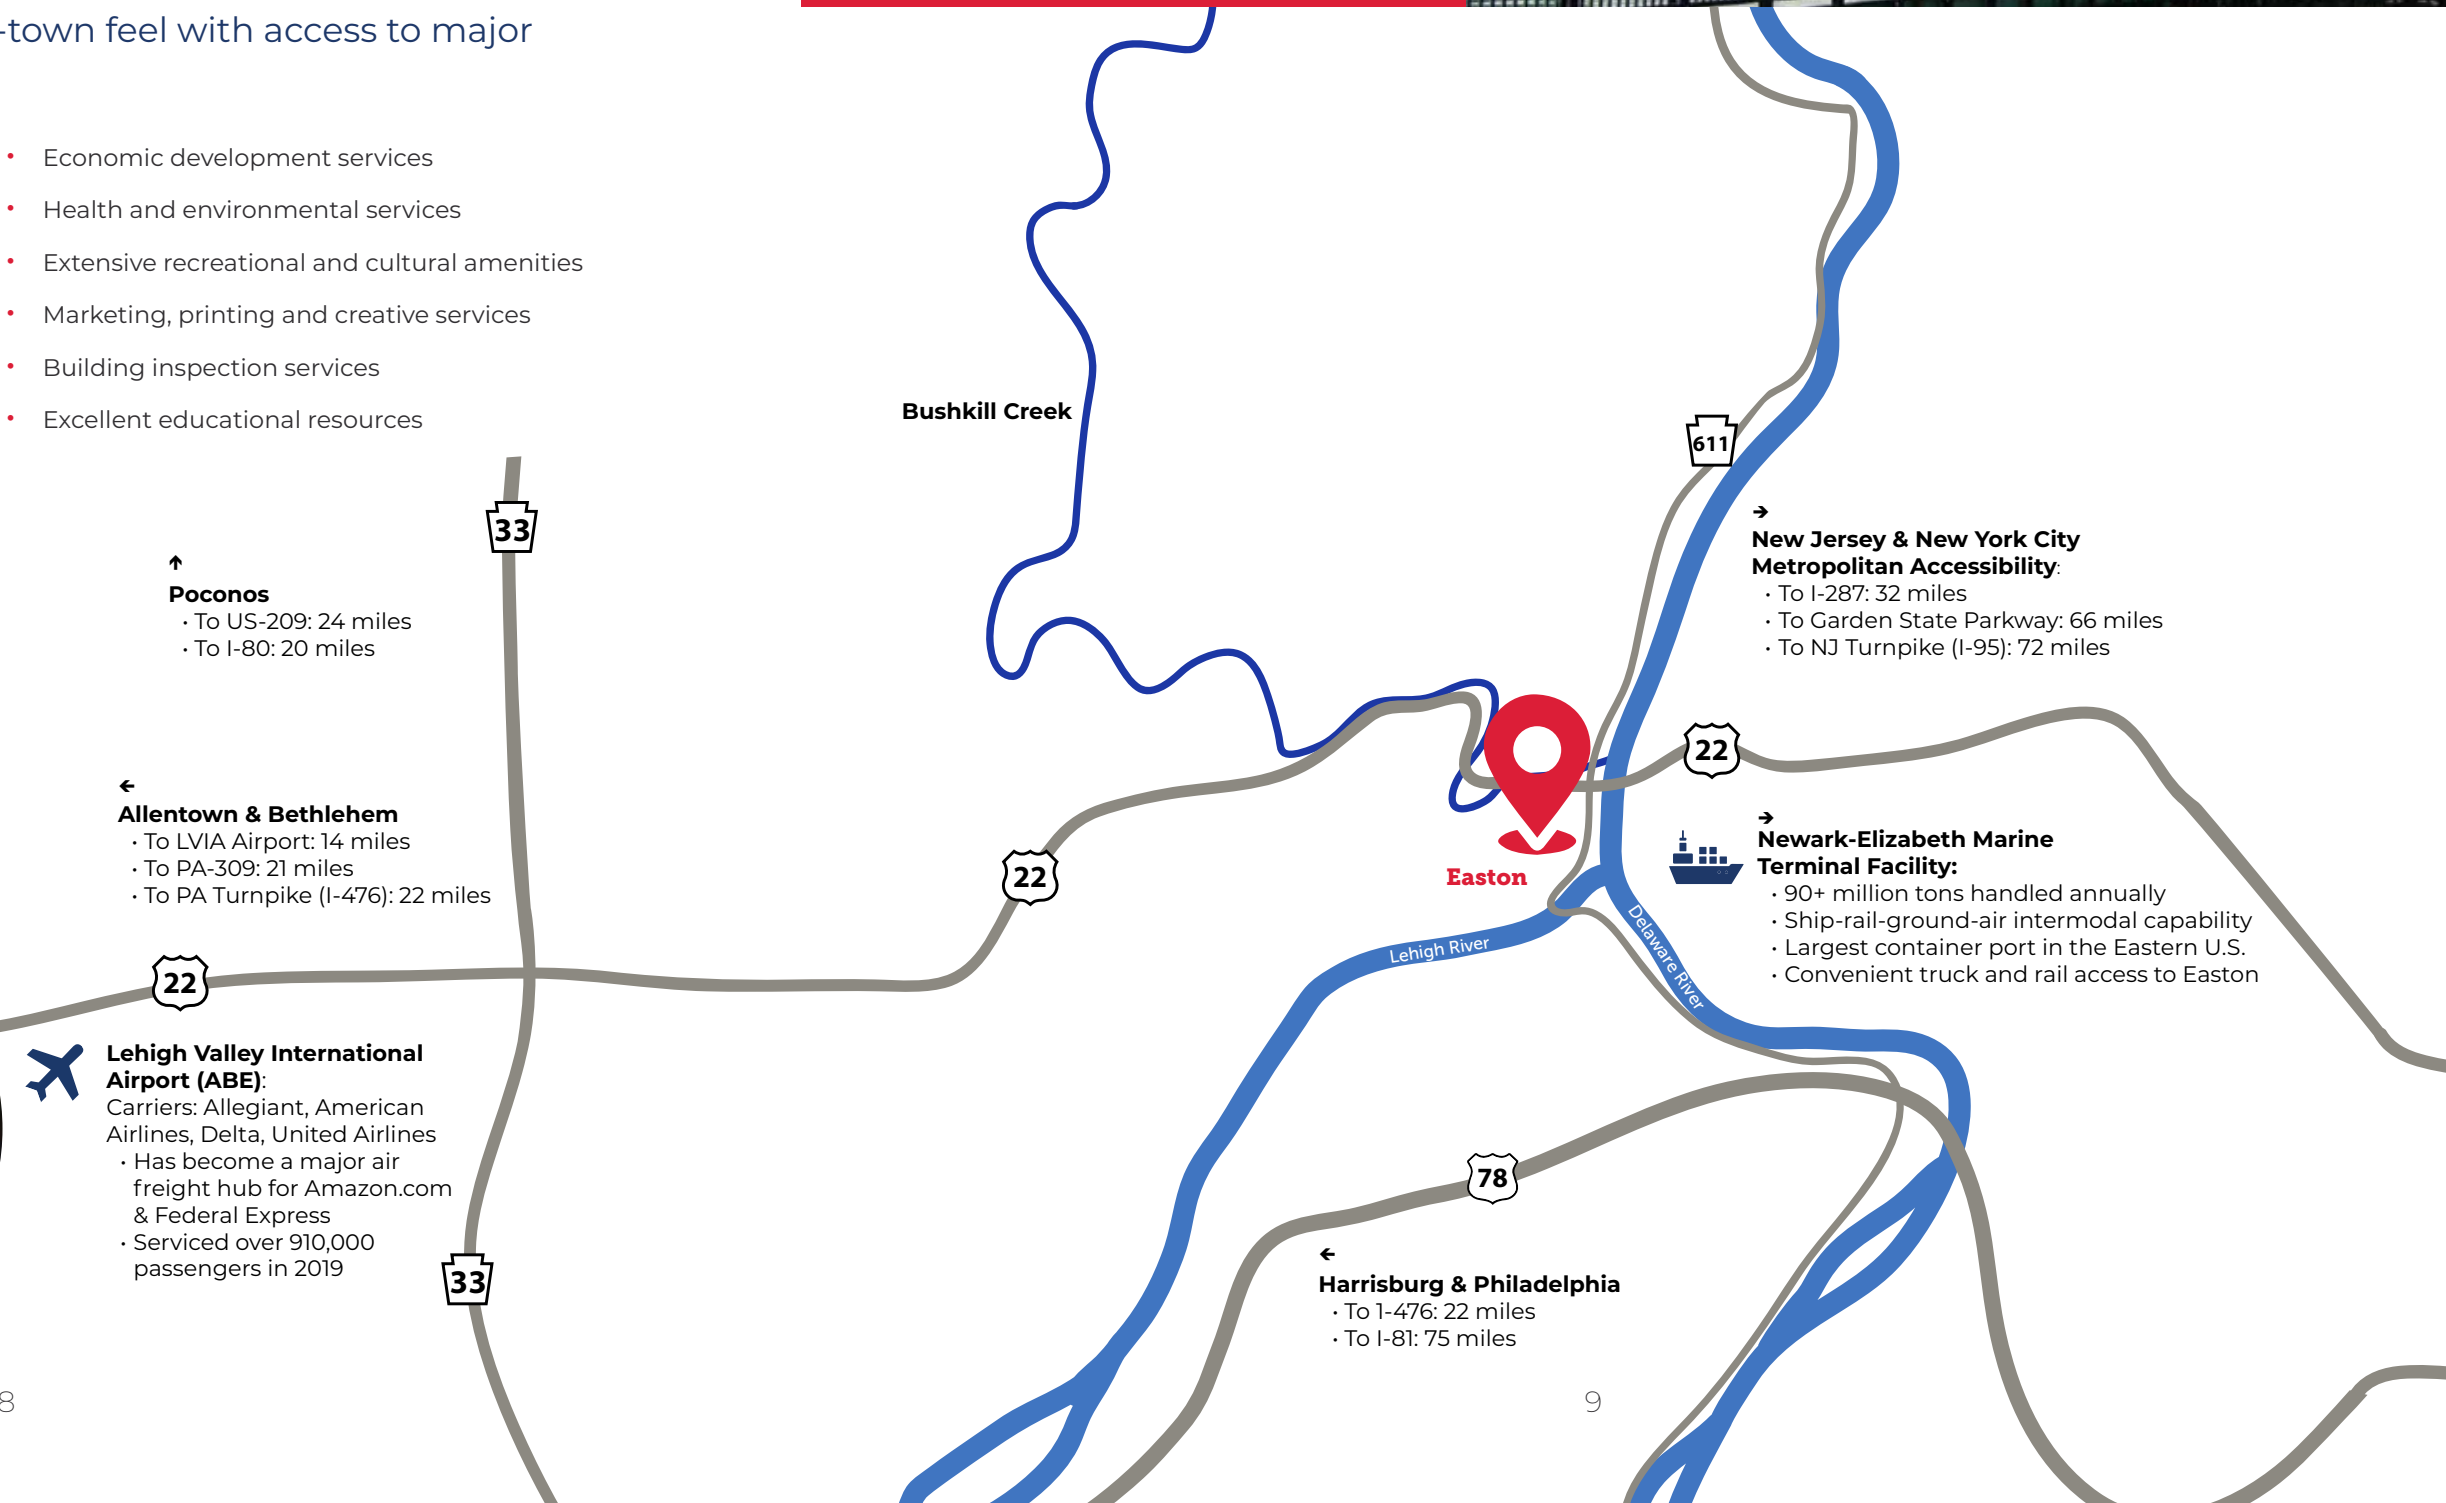 -town feel with access to major
• Economic development services
• Health and environmental services
• Extensive recreational and cultural amenities
• Marketing, printing and creative services
• Building inspection services
• Excellent educational resources
33
↑
Poconos
· To US-209: 24 miles
· To I-80: 20 miles
←
Allentown & Bethlehem
· To LVIA Airport: 14 miles
· To PA-309: 21 miles
· To PA Turnpike (I-476): 22 miles
22
Lehigh Valley International
Airport (ABE):
Carriers: Allegiant, American
Airlines, Delta, United Airlines
· Has become a major air
freight hub for Amazon.com
& Federal Express
· Serviced over 910,000
passengers in 2019
33
8
Bushkill Creek
611
→
New Jersey & New York City
Metropolitan Accessibility:
· To I-287: 32 miles
· To Garden State Parkway: 66 miles
· To NJ Turnpike (I-95): 72 miles
22
22
Easton
→
Newark-Elizabeth Marine
Terminal Facility:
· 90+ million tons handled annually
· Ship-rail-ground-air intermodal capability
· Largest container port in the Eastern U.S.
· Convenient truck and rail access to Easton
Lehigh River
Delaware River
78
←
Harrisburg & Philadelphia
· To 1-476: 22 miles
· To I-81: 75 miles
9